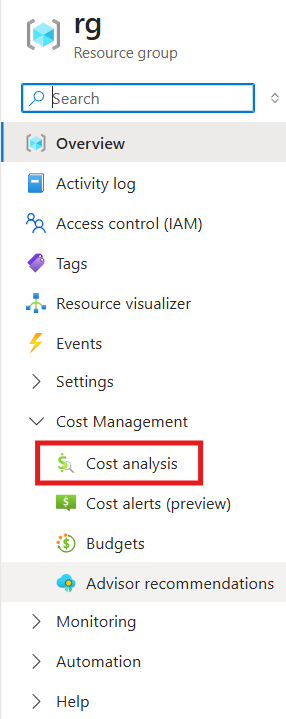 rg
Resource group
Search
Overview
Activity log
Access control (IAM)
Tags
Resource visualizer
Events
Settings
Cost Management
Cost analysis
Cost alerts (preview)
Budgets
Advisor recommendations
Monitoring
Automation
Help